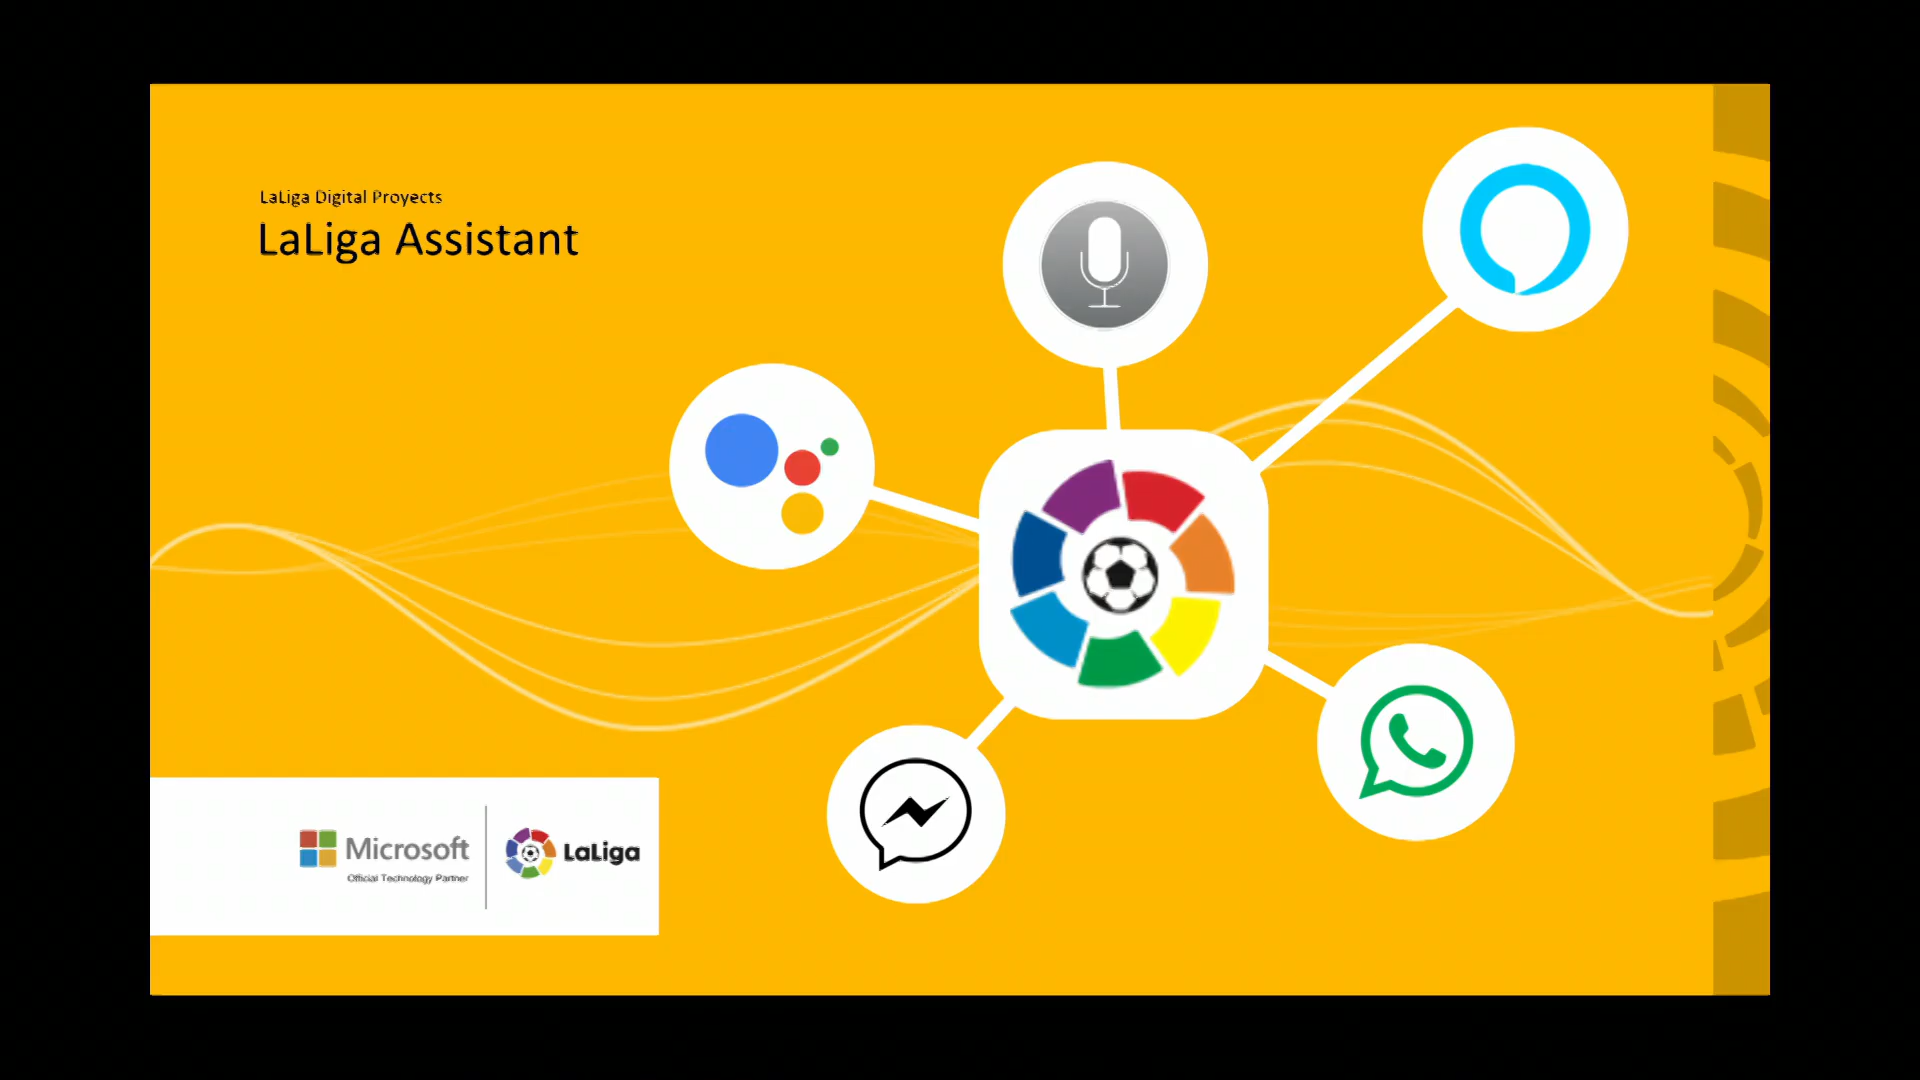 LaLiga Digital Proyects
LaLiga Assistant
Microsoft
Official Technology Partner
LaLiga